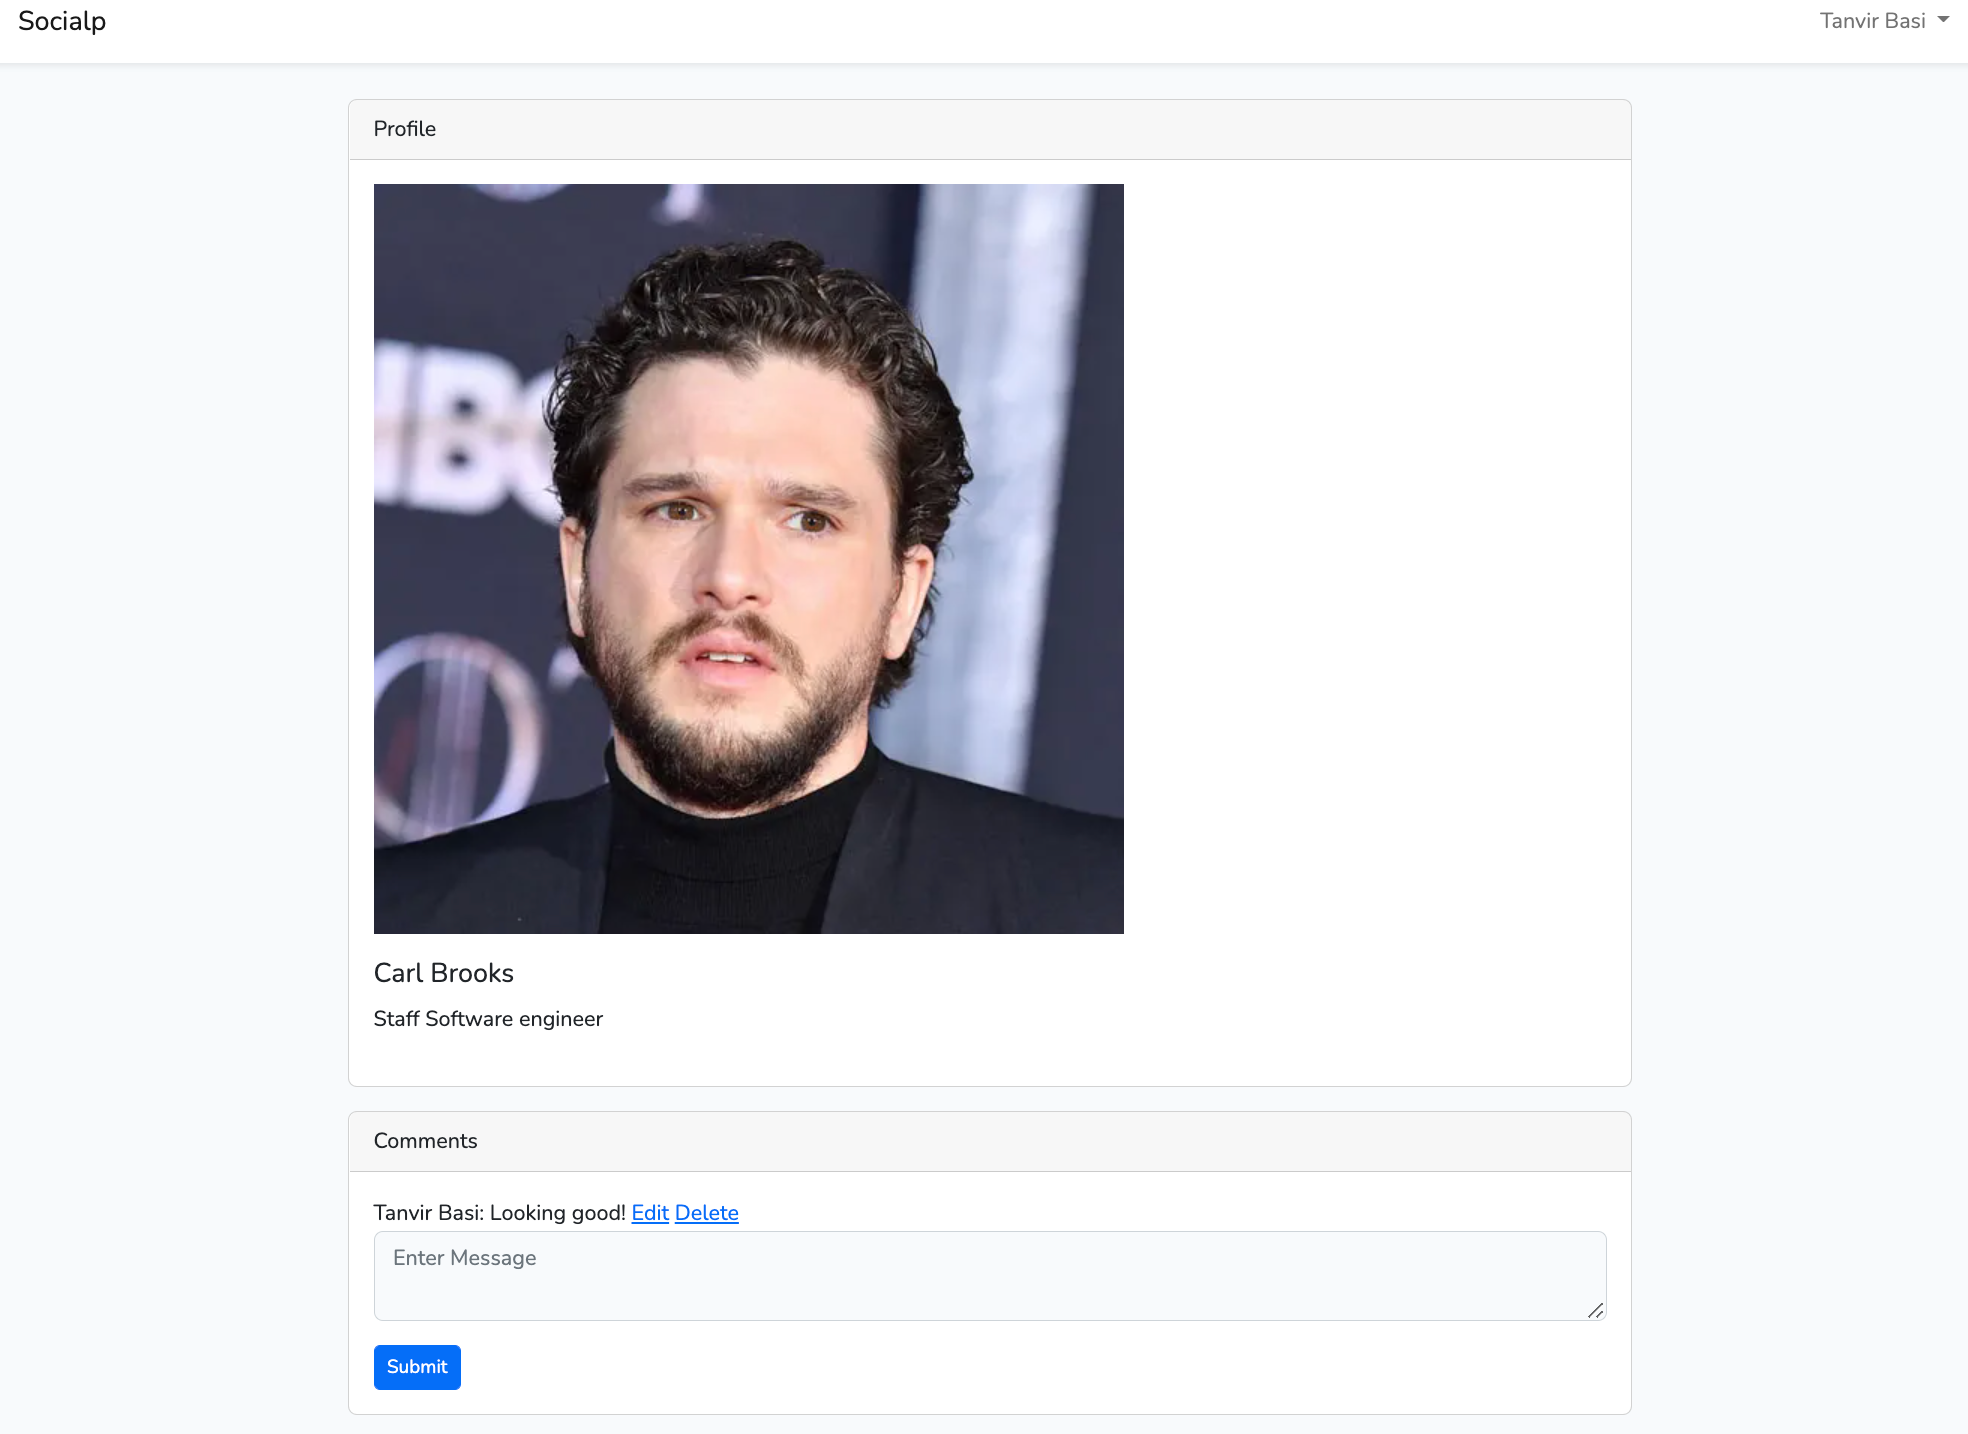 Socialp
Tanvir Basi
Profile
HBO
Carl Brooks
Staff Software engineer
Comments
Tanvir Basi: Looking good! Edit Delete
Enter Message
Submit